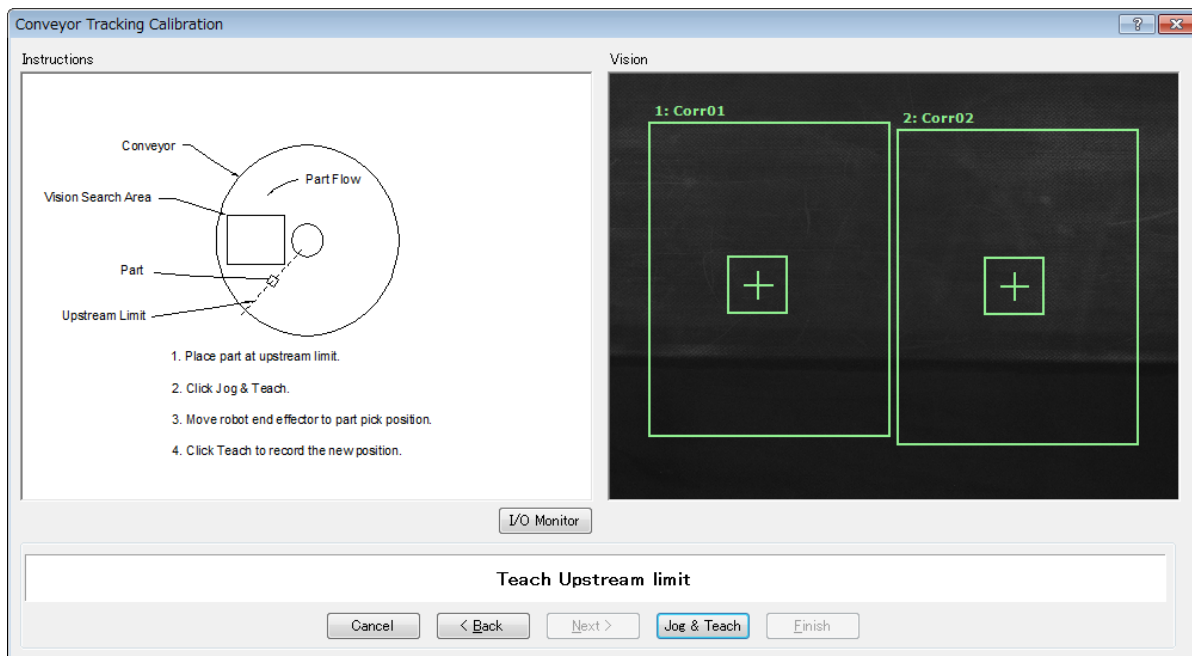 Conveyor Tracking Calibration
Instructions
Vision
Conveyor
Part Flow
Vision Search Area
Part
Upstream Limit
1. Place part at upstream limit.
2. Click Jog & Teach.
3. Move robot end effector to part pick position.
4. Click Teach to record the new position.
1: Corr01
2: Corr02
I/O Monitor
Teach Upstream limit
Cancel
< Back
Next >
Jog & Teach
Finish